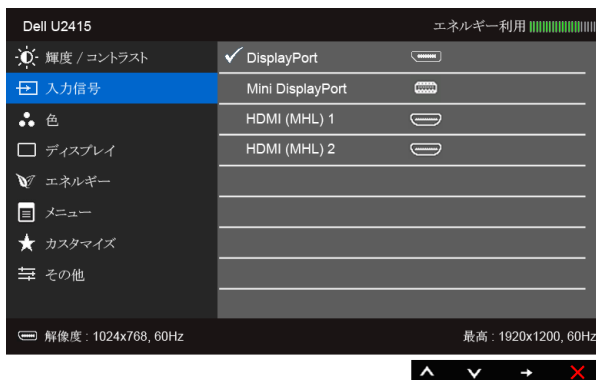 Dell U2415
エネルギー利用
輝度 / コントラスト
DisplayPort
入力信号
Mini DisplayPort
色
HDMI (MHL) 1
ディスプレイ
HDMI (MHL) 2
エネルギー
メニュー
カスタマイズ
その他
解像度 : 1024x768, 60Hz
最高 : 1920x1200, 60Hz